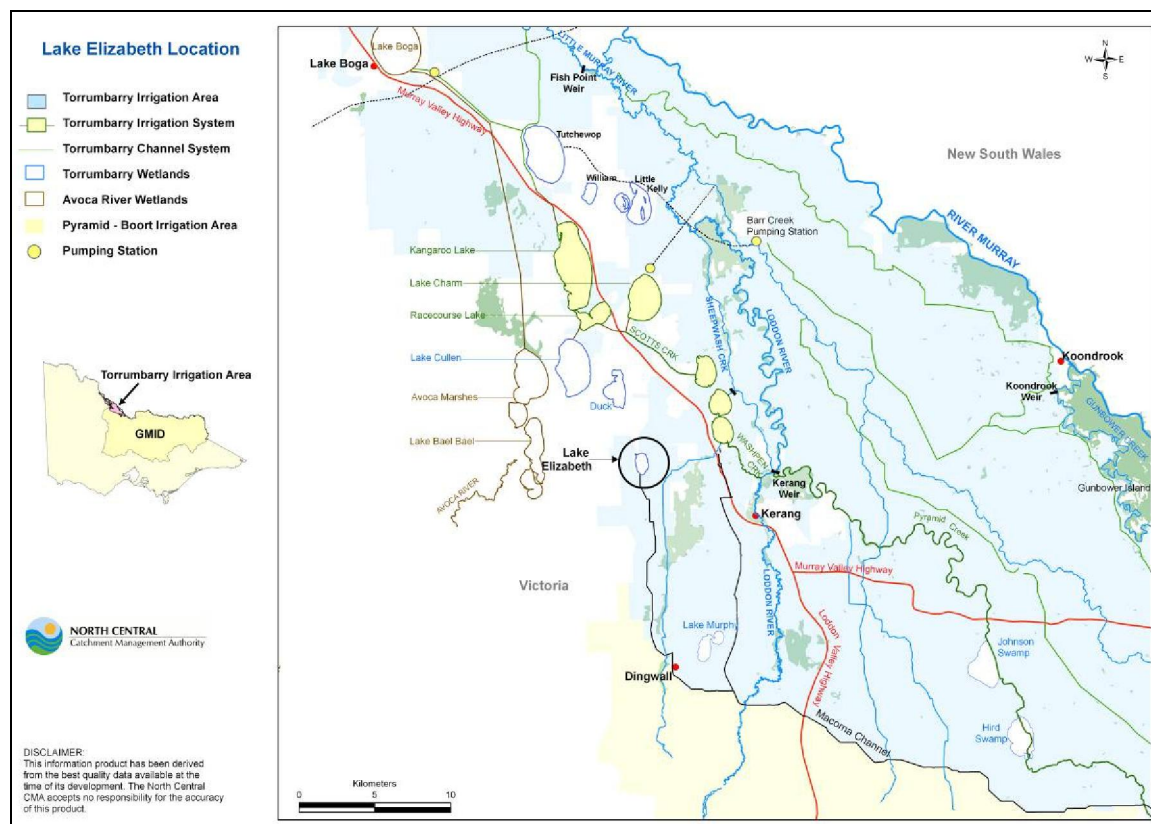 Lake Elizabeth Location
Torrumbarry Irrigation Area
Torrumbarry Irrigation System
Torrumbarry Channel System
Torrumbarry Wetlands
Avoca River Wetlands
Pyramid - Boort Irrigation Area
Pumping Station
Torrumbarry Irrigation Area
GMID
NORTH CENTRAL
Catchment Management Authority
DISCLAIMER:
This information product has been derived
from the best quality data available at the
time of its development. The North Central
CMA accepts no responsibility for the accuracy
of this product.
Lake Boga
Lake Boga
LITTLE MURRAY RIVER
N
W E
S
Fish Point
Weir
Murray Valley Highway
Tutchewop
New South Wales
William
Little
Kelly
Barr Creek
Pumping Station
RIVER MURRAY
Kangaroo Lake
Lake Charm
Racecourse Lake
SCOTTS CRK
SHEEPWASH CRK
LODDON RIVER
Lake Cullen
Koondrook
Koondrook
Weir
GUNBOWER CREEK
Avoca Marshes
Duck
Lake Bael Bael
Lake
Elizabeth
WASHPEN
CRK
AVOCA RIVER
Kerang
Weir
Gunbower Island
Kerang
Pyramid Creek
Murray Valley Highway
Victoria
LODDON RIVER
Loddon Valley Highway
Lake Murph
Johnson
Swamp
Dingwall
Macorna Channel
Hird
Swamp
Kilometers
0 5 10